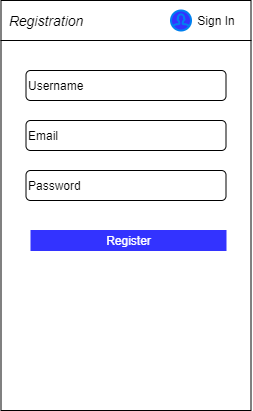 Registration
Sign In
Username
Email
Password
Register